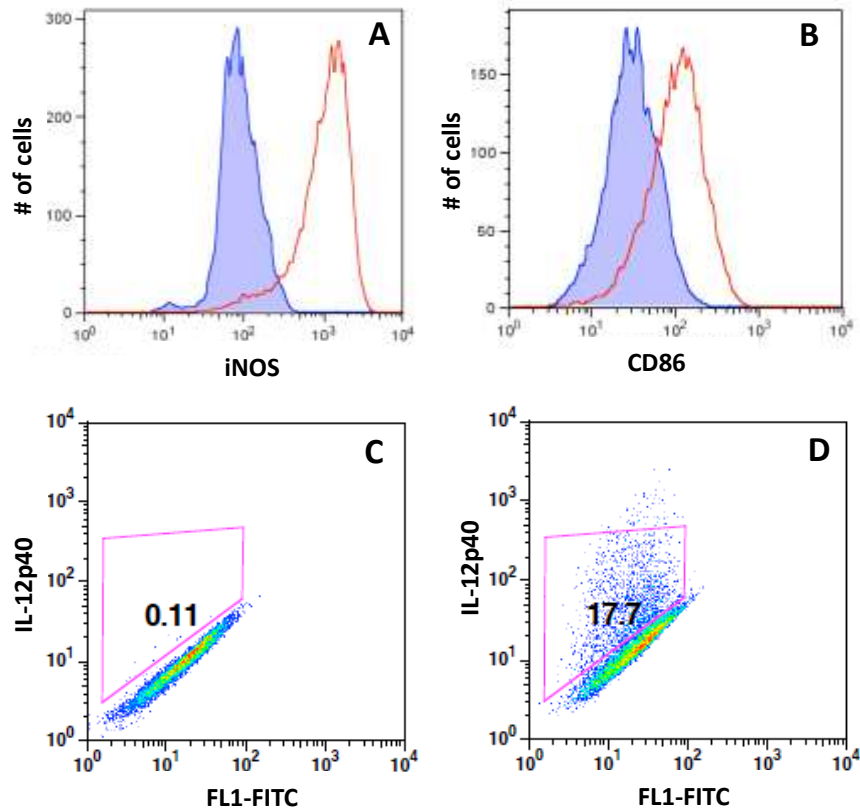 A
300
200
100
0
# of cells
10⁰ 10¹ 10² 10³ 10⁴
iNOS
B
150
100
50
0
# of cells
10⁰ 10¹ 10² 10³ 10⁴
CD86
C
10⁴
10³
10²
10¹
10⁰
IL-12p40
0.11
10⁰ 10¹ 10² 10³ 10⁴
FL1-FITC
D
10⁴
10³
10²
10¹
10⁰
IL-12p40
17.7
10⁰ 10¹ 10² 10³ 10⁴
FL1-FITC